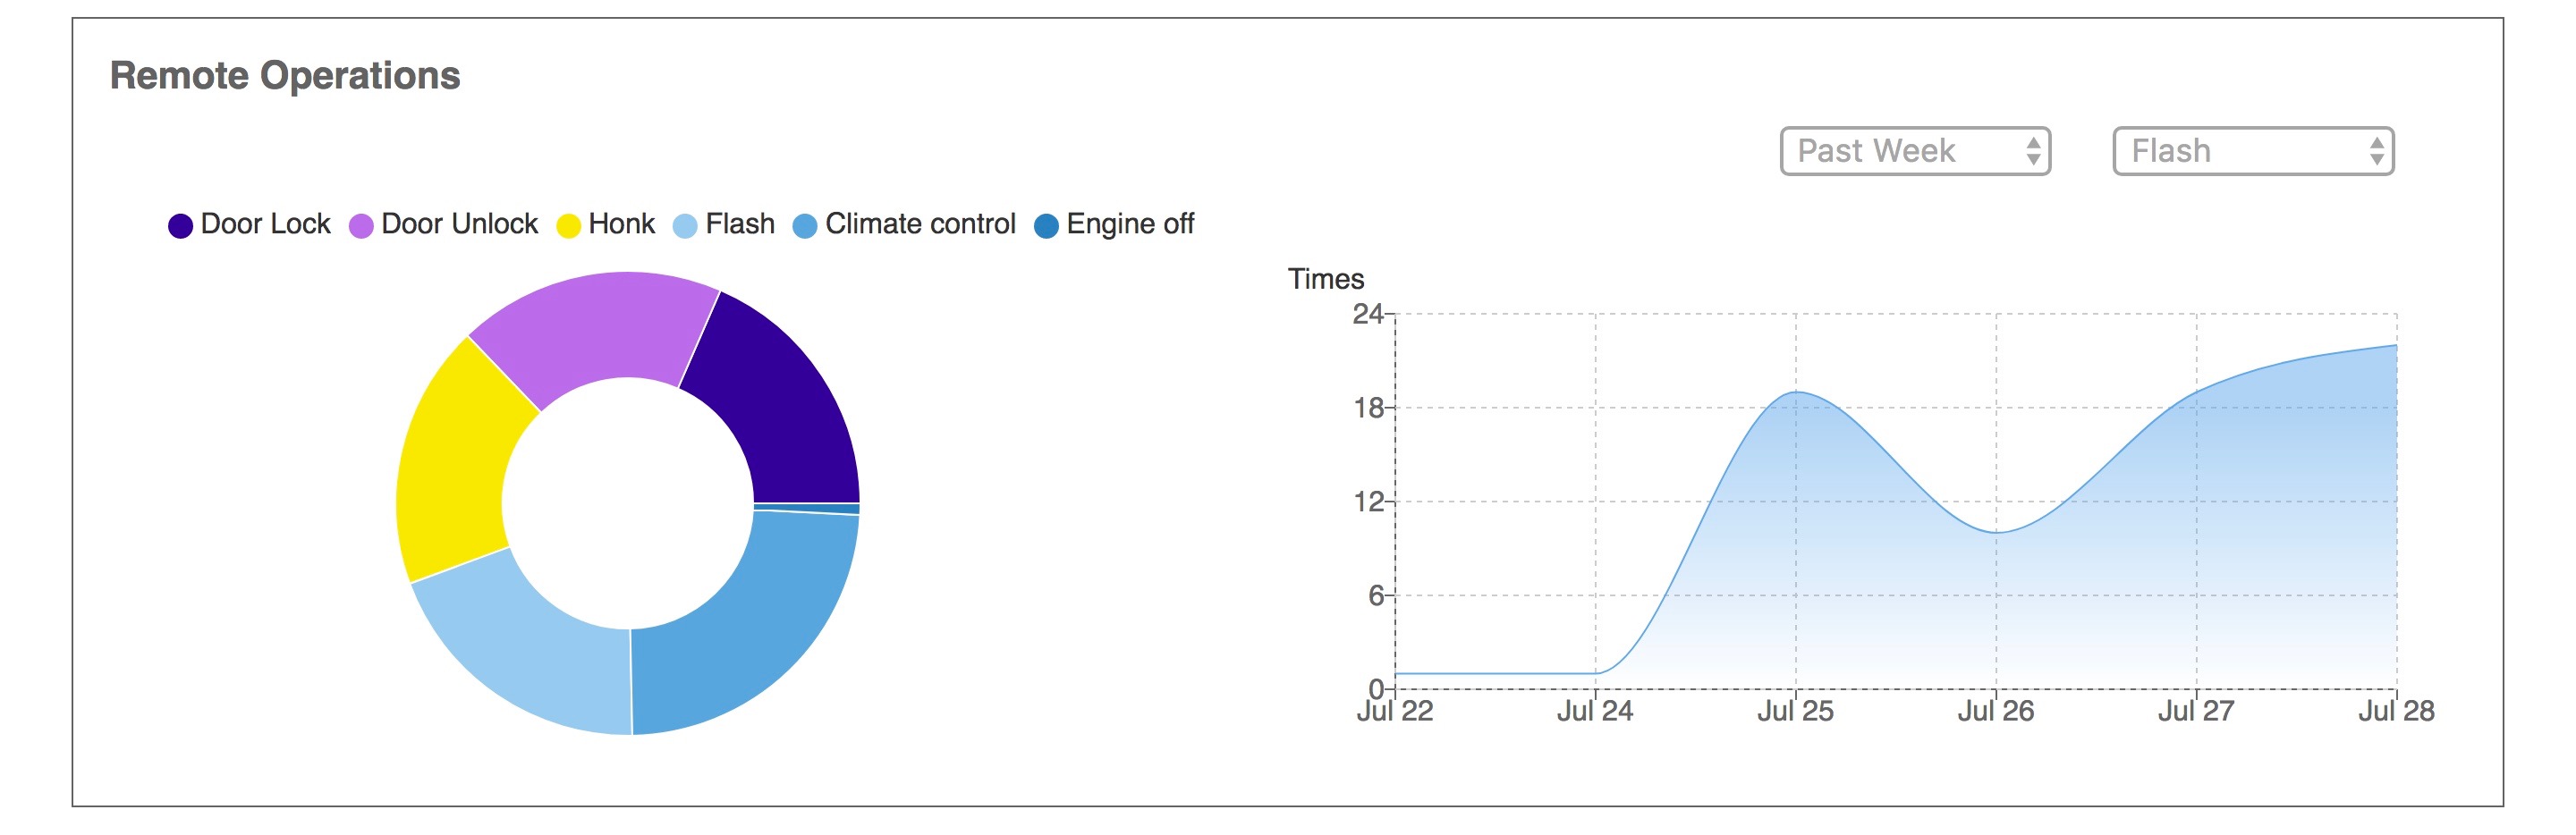 Remote Operations
Past Week Flash
Door Lock Door Unlock Honk Flash Climate control Engine off
Times
24
18
12
6
0
Jul 22 Jul 24 Jul 25 Jul 26 Jul 27 Jul 28